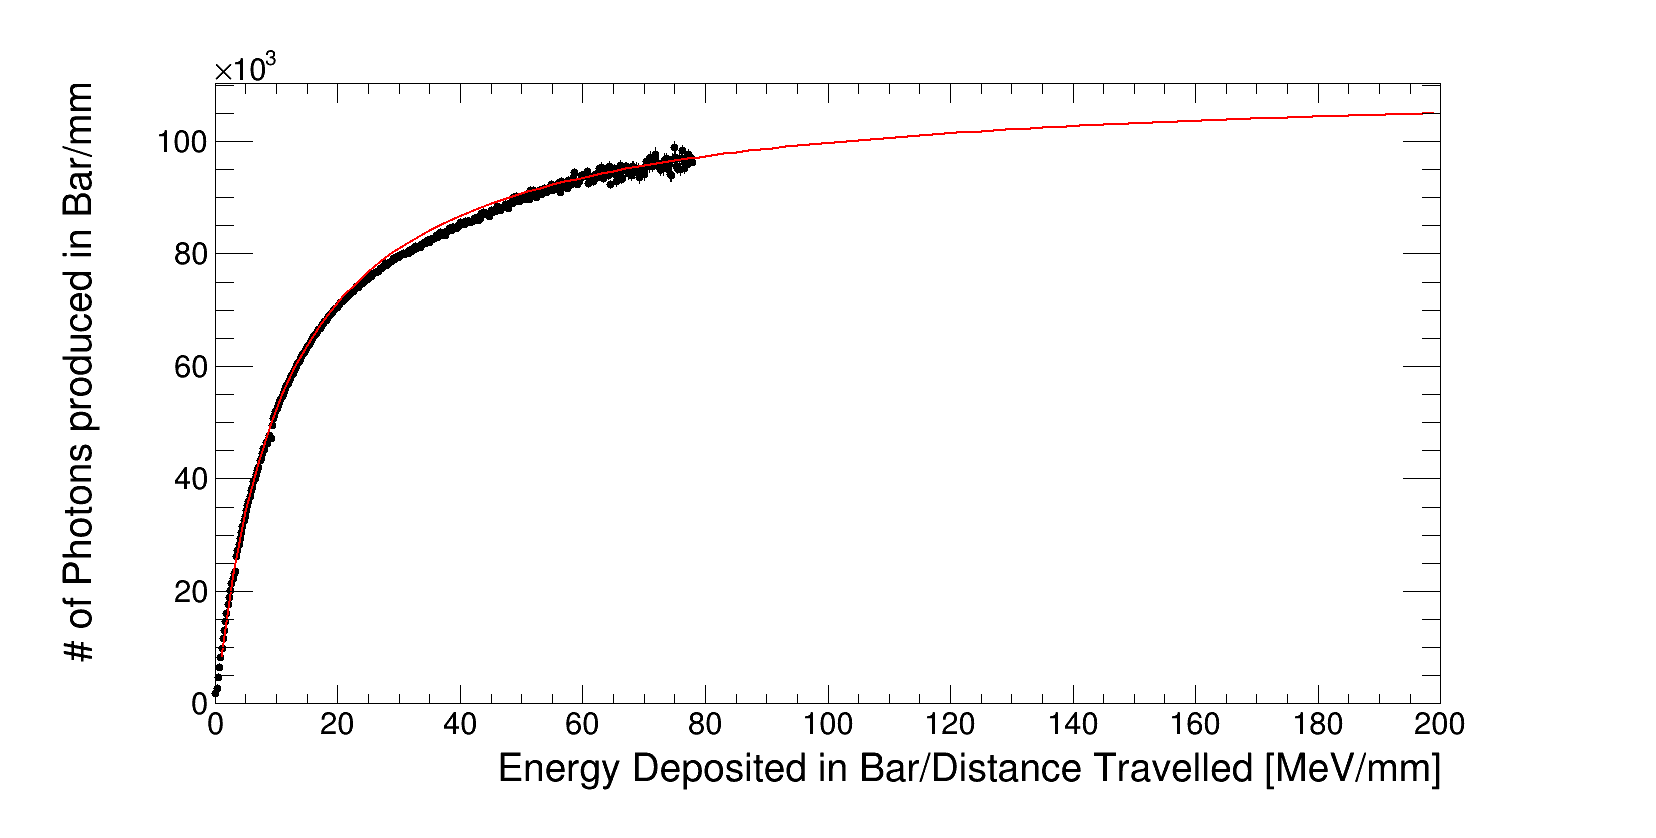 ×10³
# of Photons produced in Bar/mm
100
80
60
40
20
0
0 20 40 60 80 100 120 140 160 180 200
Energy Deposited in Bar/Distance Travelled [MeV/mm]